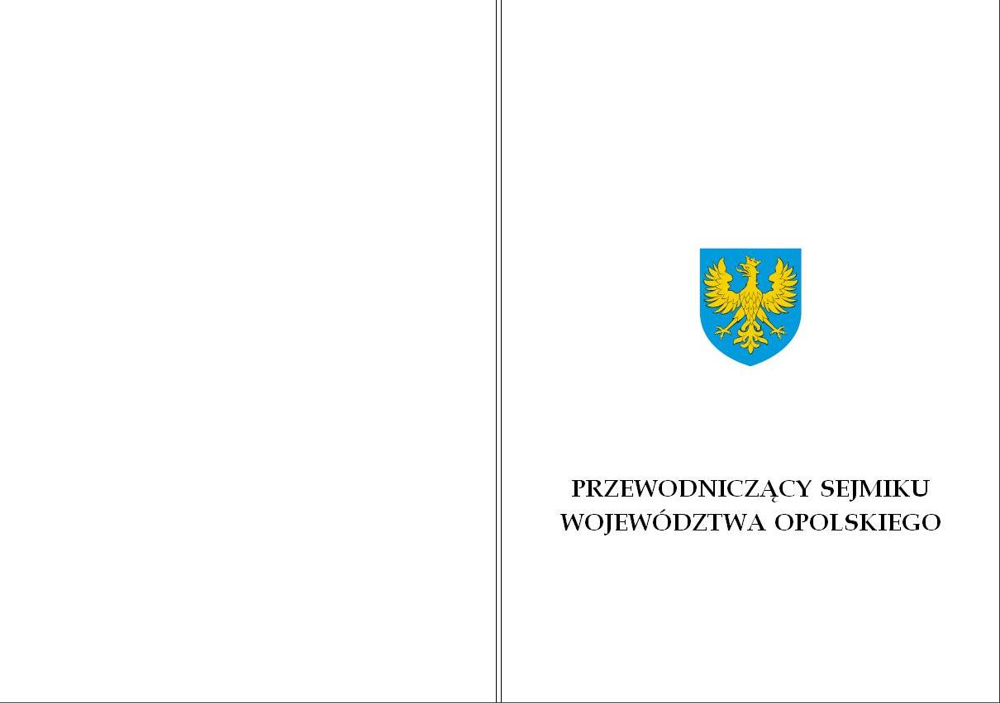 PRZEWODNICZĄCY SEJMIKU
WOJEWÓDZTWA OPOLSKIEGO